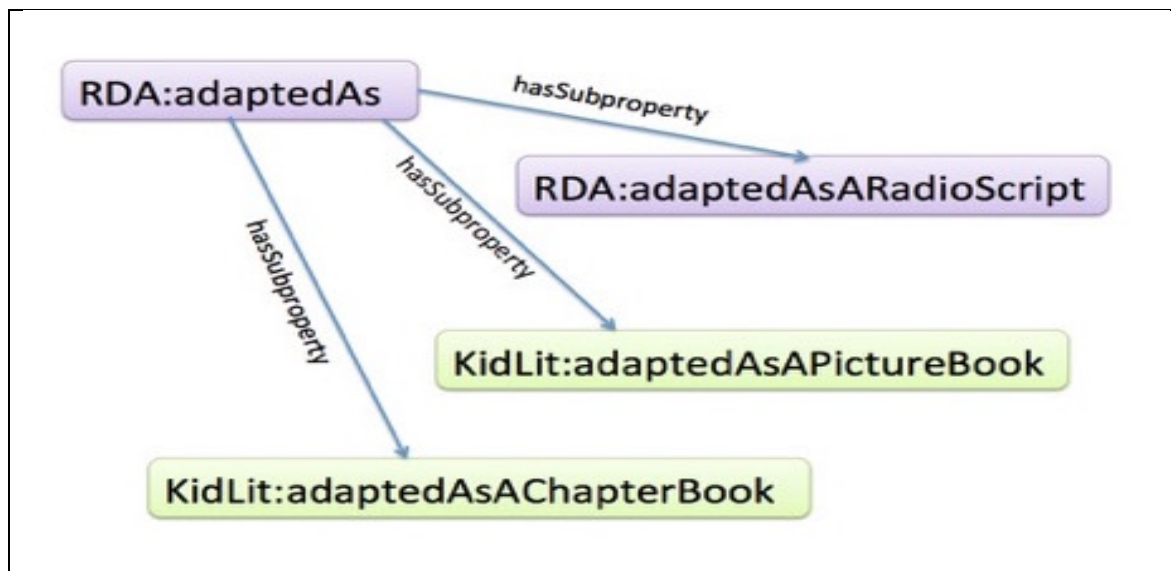 RDA:adaptedAs
hasSubproperty
RDA:adaptedAsARadioScript
hasSubproperty
KidLit:adaptedAsAPictureBook
hasSubproperty
KidLit:adaptedAsAChapterBook